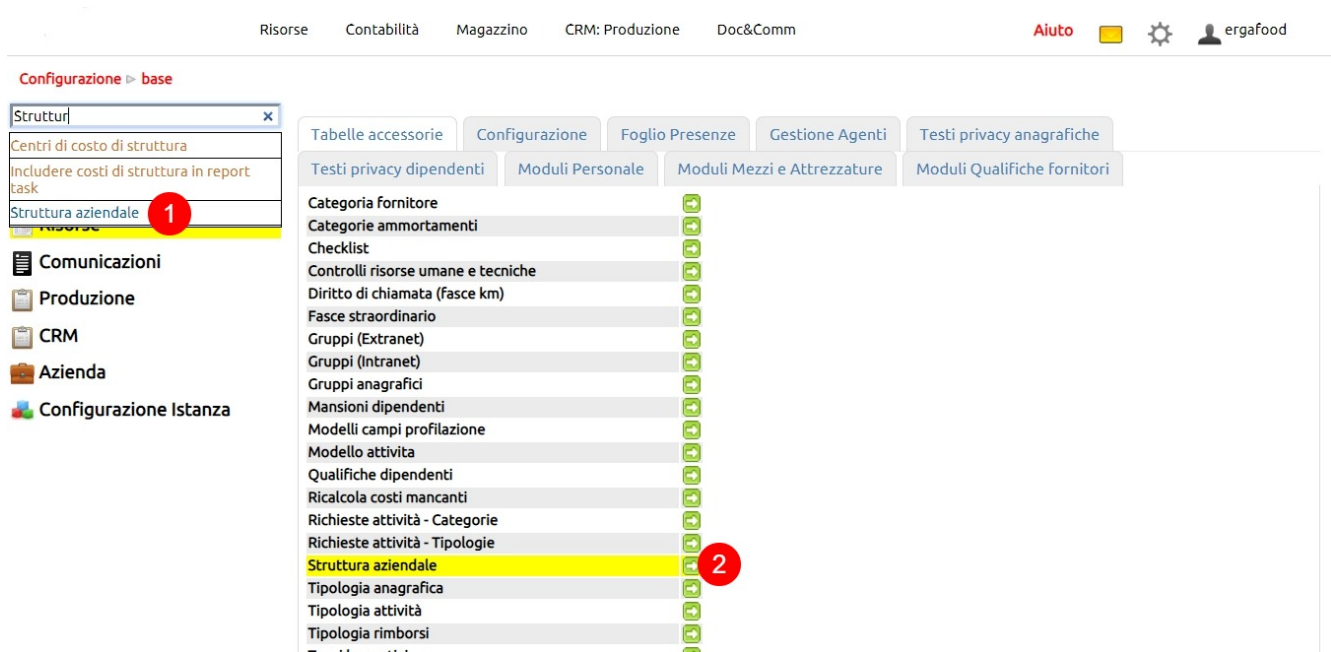 Risorse Contabilità Magazzino CRM: Produzione Doc&Comm Aiuto ergafood
Configurazione ▷ base
Struttur ×
Centri di costo di struttura
Includere costi di struttura in report
task
Struttura aziendale 1
Risorse
Comunicazioni
Produzione
CRM
Azienda
Configurazione Istanza
Tabelle accessorie Configurazione Foglio Presenze Gestione Agenti Testi privacy anagrafiche
Testi privacy dipendenti Moduli Personale Moduli Mezzi e Attrezzature Moduli Qualifiche fornitori
Categoria fornitore
Categorie ammortamenti
Checklist
Controlli risorse umane e tecniche
Diritto di chiamata (fasce km)
Fasce straordinario
Gruppi (Extranet)
Gruppi (Intranet)
Gruppi anagrafici
Mansioni dipendenti
Modelli campi profilazione
Modello attivita
Qualifiche dipendenti
Ricalcola costi mancanti
Richieste attività - Categorie
Richieste attività - Tipologie
Struttura aziendale 2
Tipologia anagrafica
Tipologia attività
Tipologia rimborsi